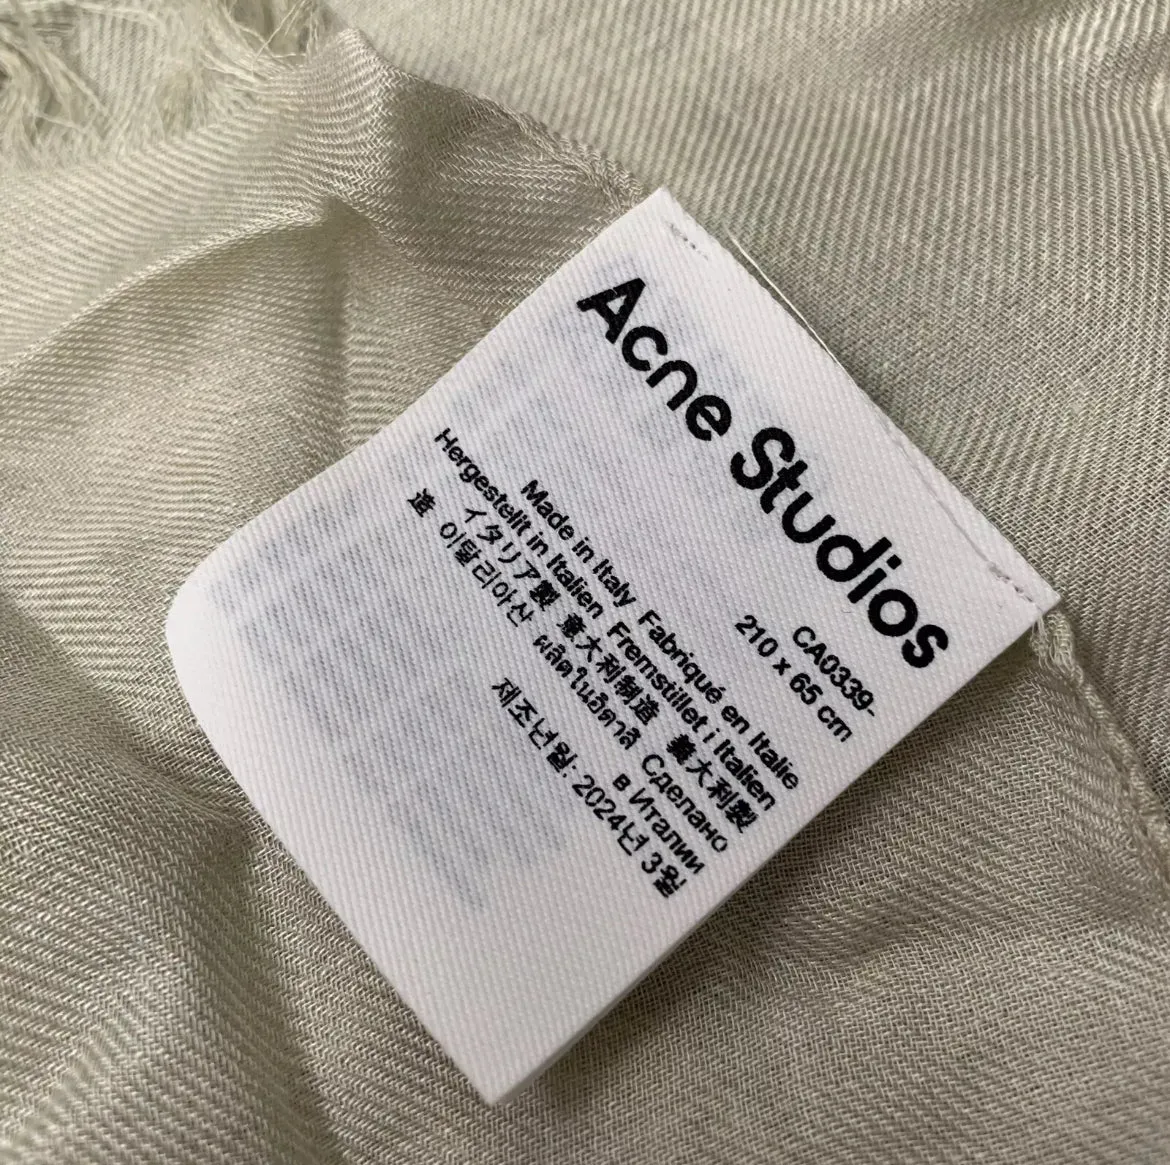 Acne Studios
CA0339-
210 x 65 cm
Made in Italy Fabriqué en Italie
Hergestellt in Italien Fremstillet i Italien
イタリア製 意大利制造 義大利製
造 이탈리아산 ผลิตในอิตาลี Сделано
в Италии
제조년월: 2024년 3월